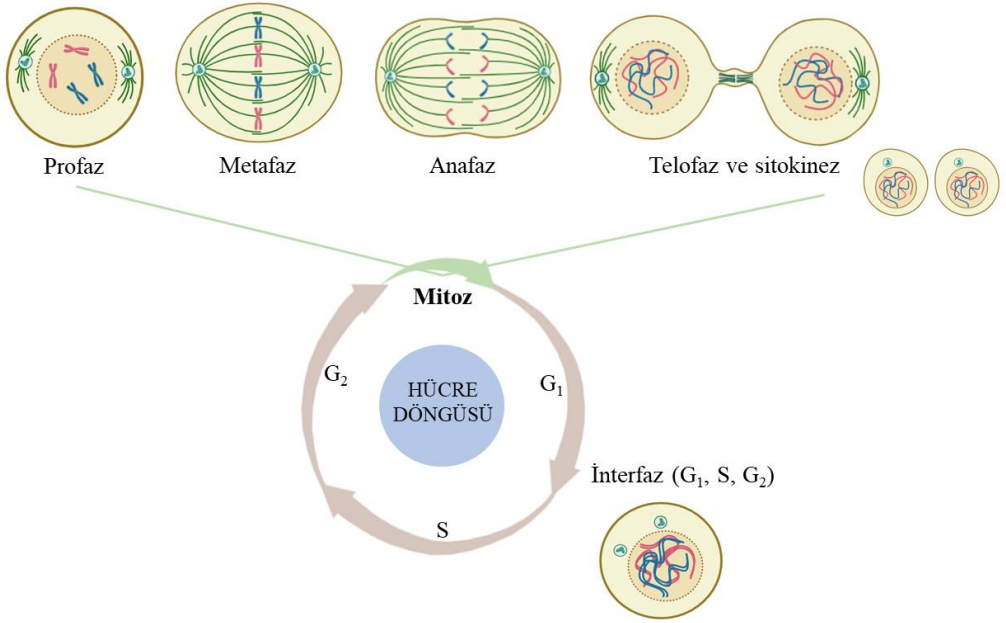 Profaz
Metafaz
Anafaz
Telofaz ve sitokinez
Mitoz
G₂
G₁
HÜCRE
DÖNGÜSÜ
İnterfaz (G₁, S, G₂)
S